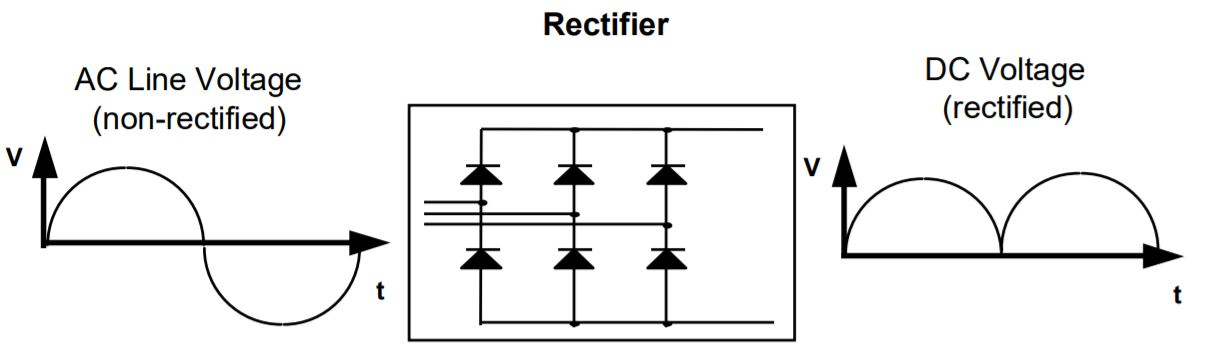 Rectifier
AC Line Voltage
(non-rectified)
V
t
DC Voltage
(rectified)
V
t